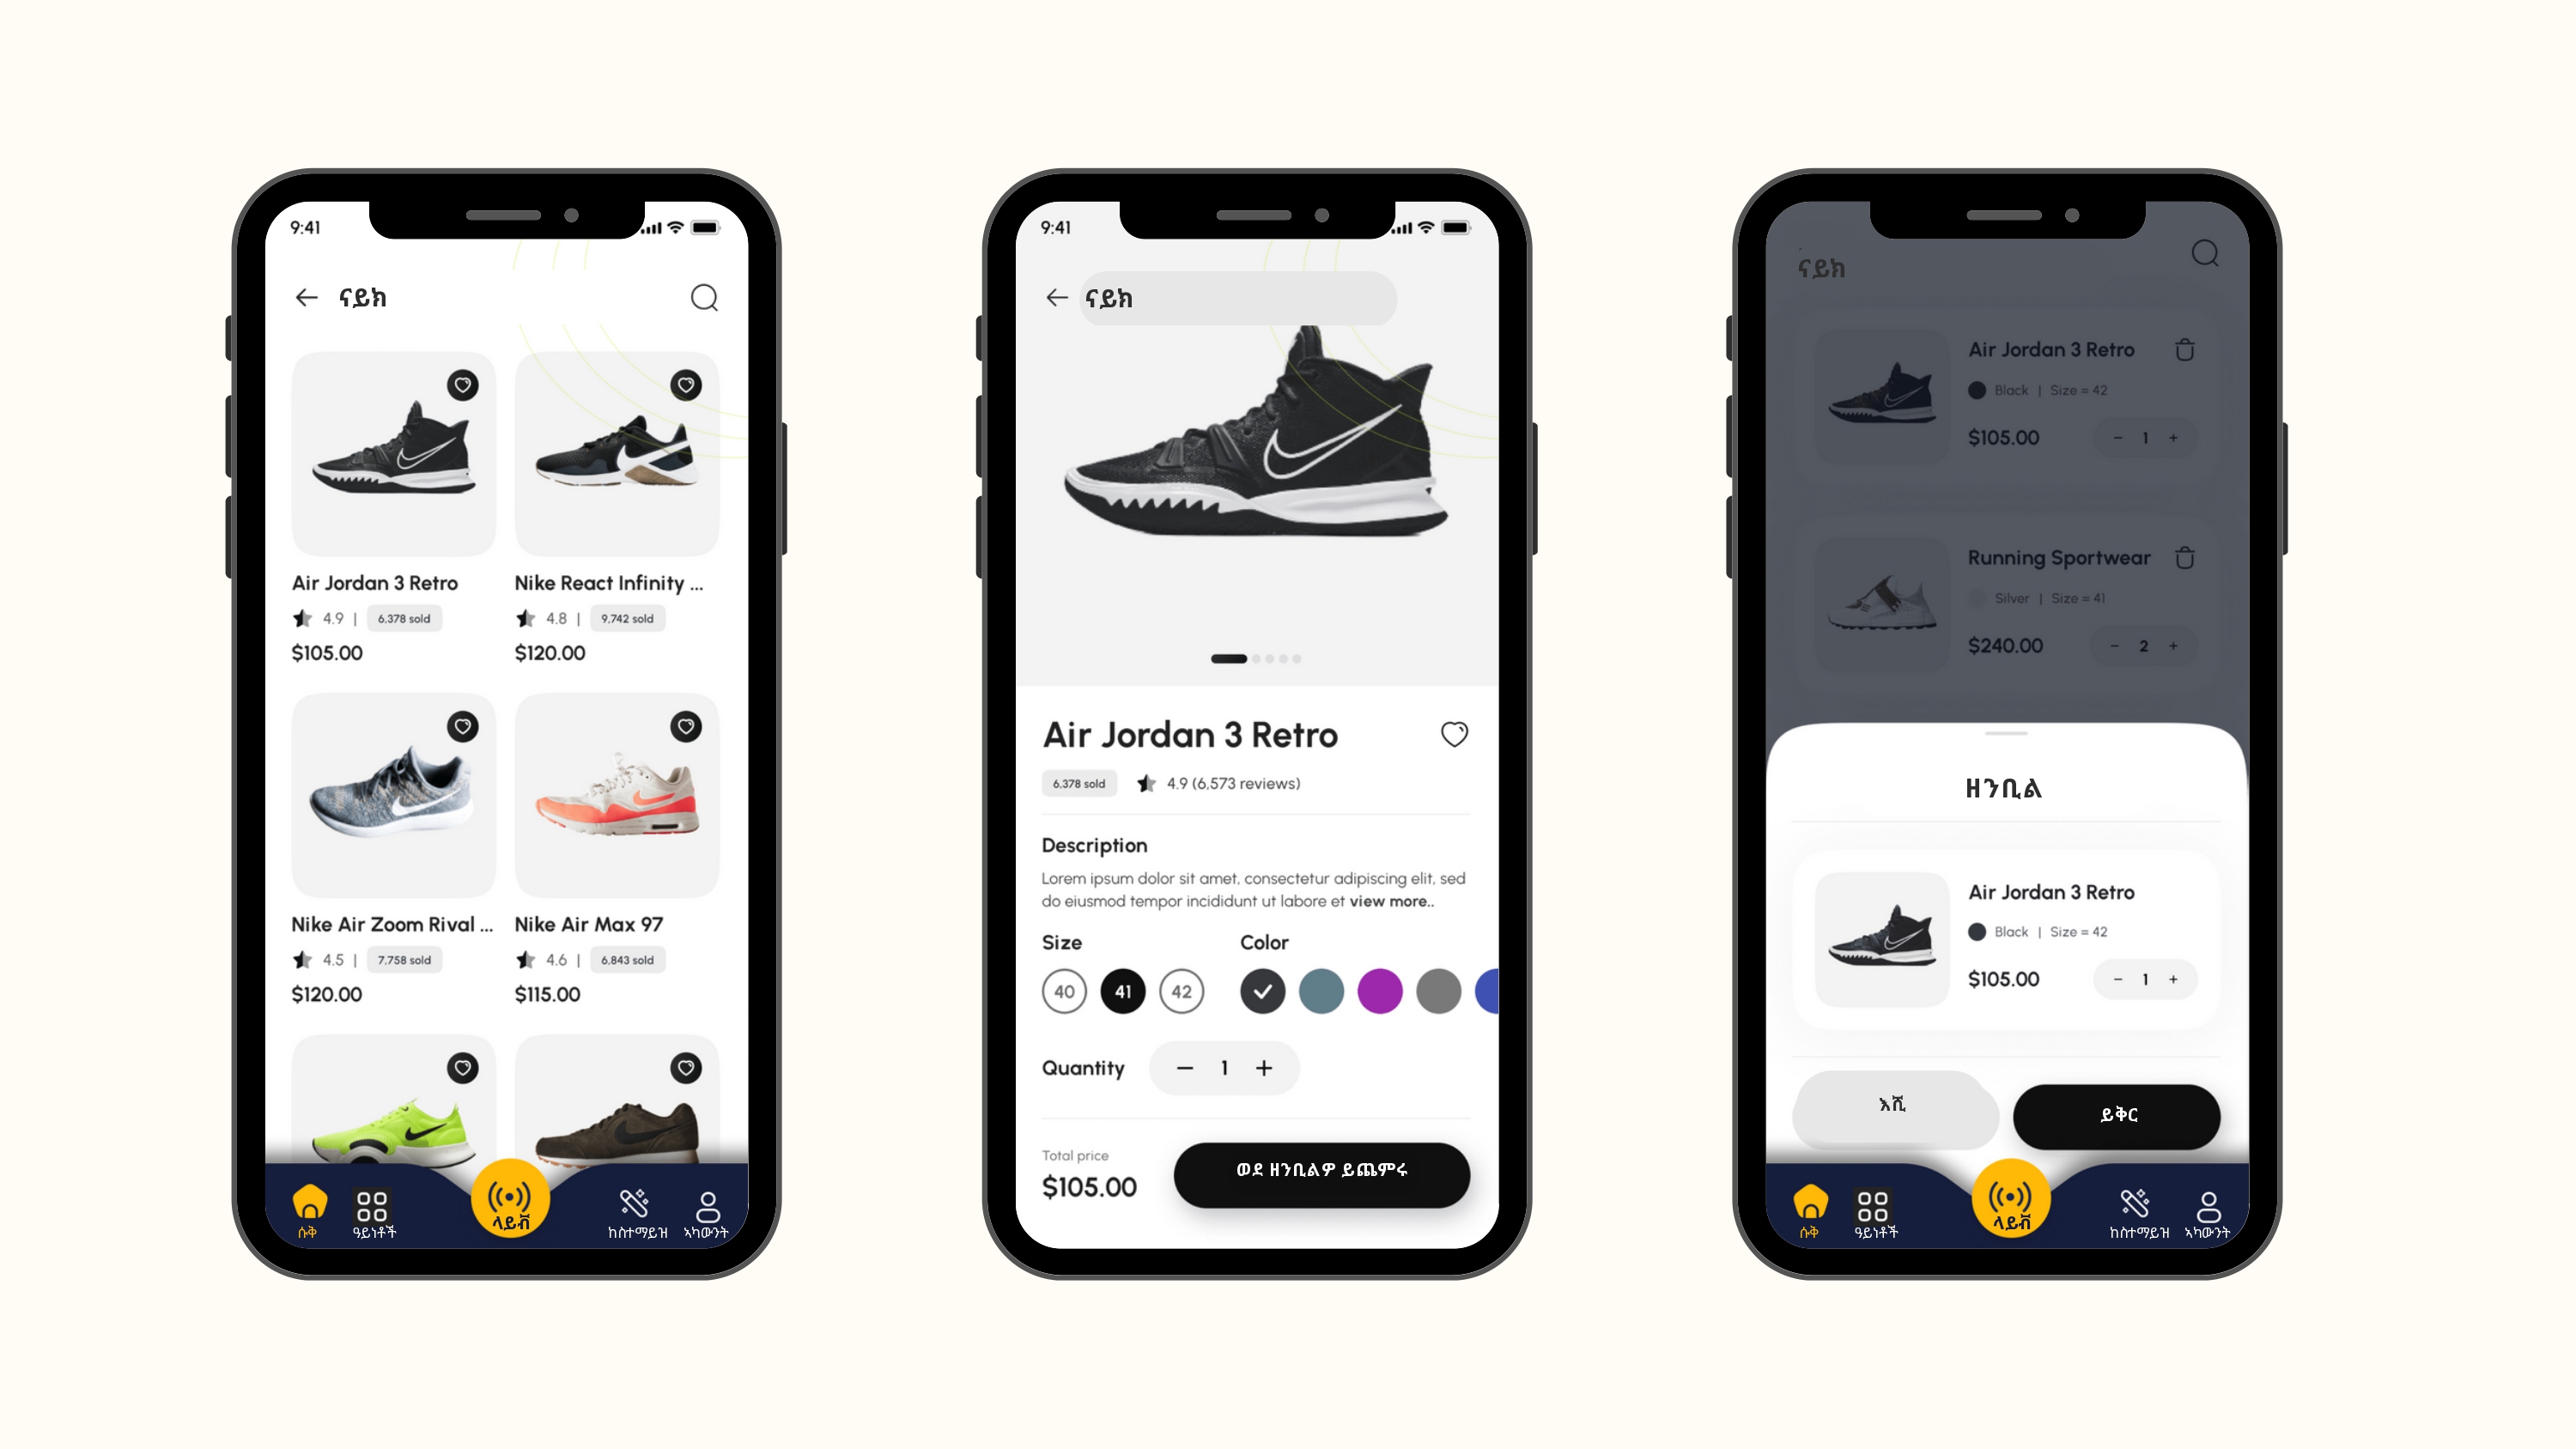 9:41
ናይክ
Air Jordan 3 Retro
4.9 | 6,378 sold
$105.00
Nike React Infinity ...
4.8 | 9,742 sold
$120.00
Nike Air Zoom Rival ...
4.5 | 7,758 sold
$120.00
Nike Air Max 97
4.6 | 6,843 sold
$115.00
ሱቅ
ዓይነቶች
ላይቭ
ከስተማይዝ
ኣካውንት
9:41
ናይክ
Air Jordan 3 Retro
6,378 sold 4.9 (6,573 reviews)
Description
Lorem ipsum dolor sit amet, consectetur adipiscing elit, sed
do eiusmod tempor incididunt ut labore et view more..
Size Color
40 41 42
Quantity 1
Total price
$105.00
ወደ ዘንቢልዎ ይጨምሩ
ናይክ
Air Jordan 3 Retro
Black | Size = 42
$105.00 - 1 +
Running Sportwear
Silver | Size = 41
$240.00 - 2 +
ዘንቢል
Air Jordan 3 Retro
Black | Size = 42
$105.00 - 1 +
እሺ
ይቅር
ሱቅ
ዓይነቶች
ላይቭ
ከስተማይዝ
ኣካውንት